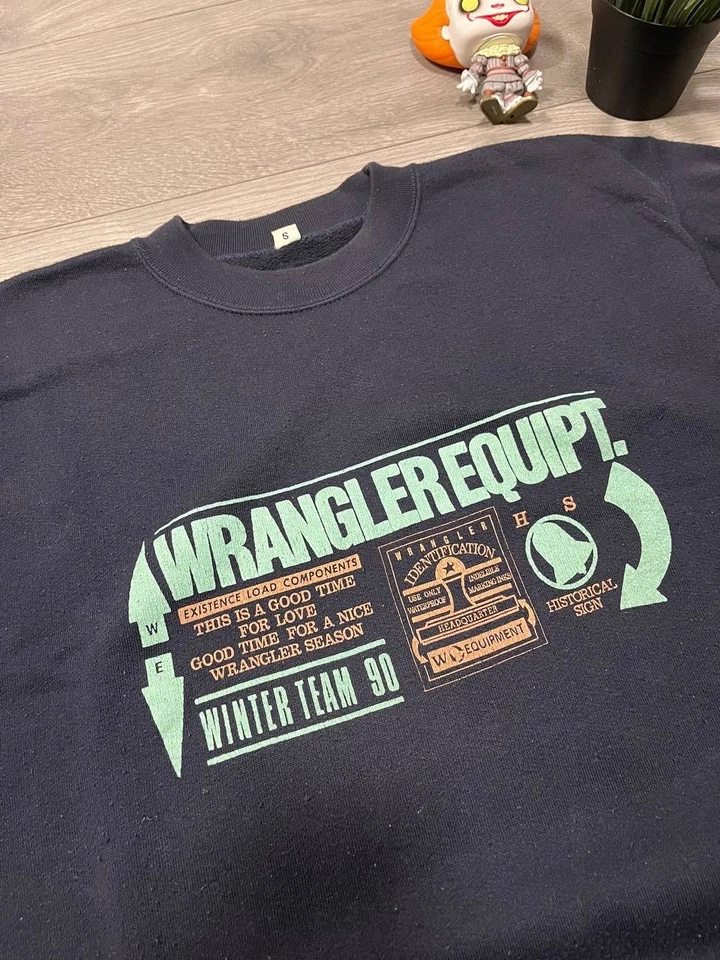 S
WRANGLER EQUIPT.
EXISTENCE LOAD COMPONENTS
THIS IS A GOOD TIME
FOR LOVE
GOOD TIME FOR A NICE
WRANGLER SEASON
WINTER TEAM 90
W
E
WRANGLER
IDENTIFICATION
USE ONLY
WATERPROOF
INDELIBLE
MARKING INKS
HEADQUARTER
W EQUIPMENT
H S
HISTORICAL
SIGN